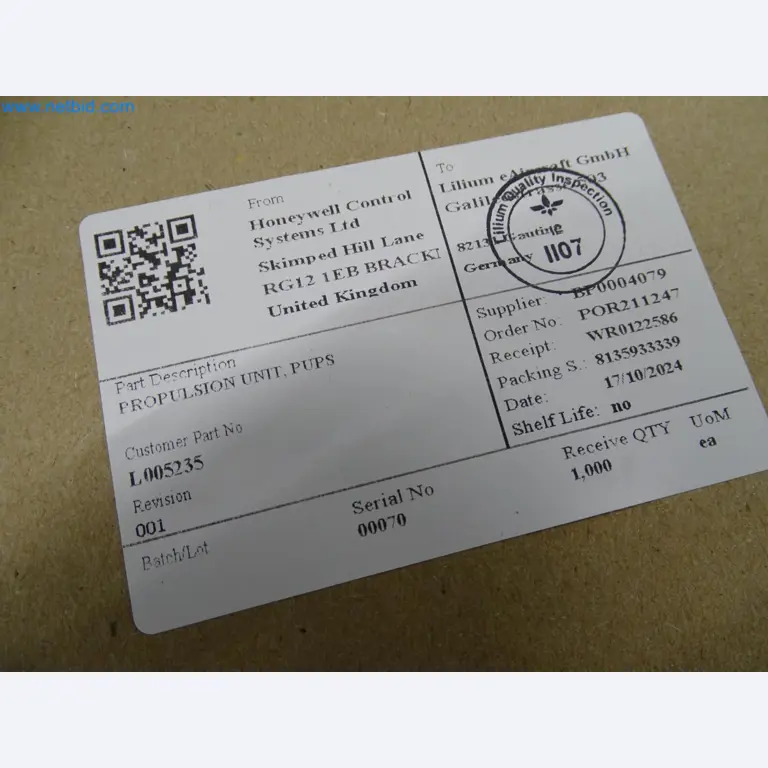 www.netbid.com
From
Honeywell Control
Systems Ltd
Skimped Hill Lane
RG12 1EB BRACKI
United Kingdom
To
Lilium eAircraft GmbH
Germany
Lilium Quality Inspection
1107
Supplier: BP0004079
Order No: POR211247
Receipt: WR0122586
Packing S.: 8135933339
Date: 17/10/2024
Shelf Life: no
Part Description
PROPULSION UNIT, PUPS
Customer Part No
L005235
Revision
001
Batch/Lot
Serial No
00070
Receive QTY
1,000
UoM
ea